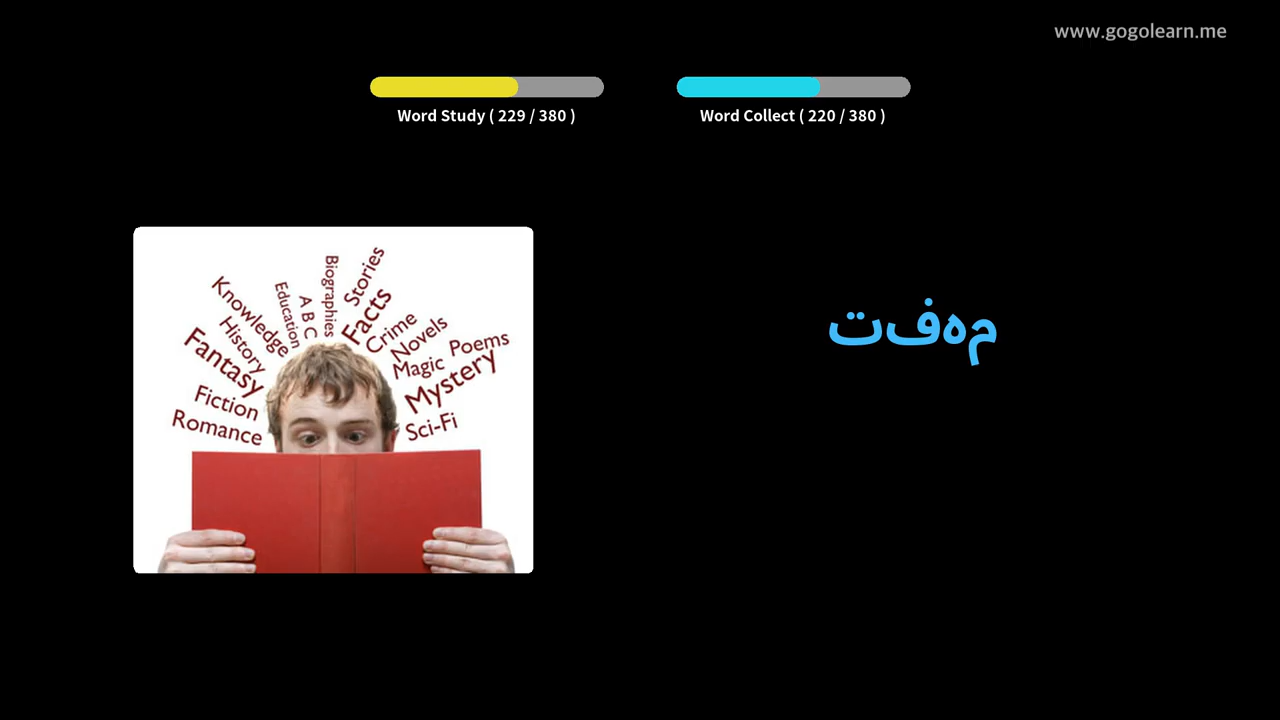 www.gogolearn.me
Word Study ( 229 / 380 )
Word Collect ( 220 / 380 )
Biographies
Stories
Education
A B C
Facts
Knowledge
Crime
History
Novels
Poems
Fantasy
Magic
Mystery
Fiction
Romance
Sci-Fi
تفهم